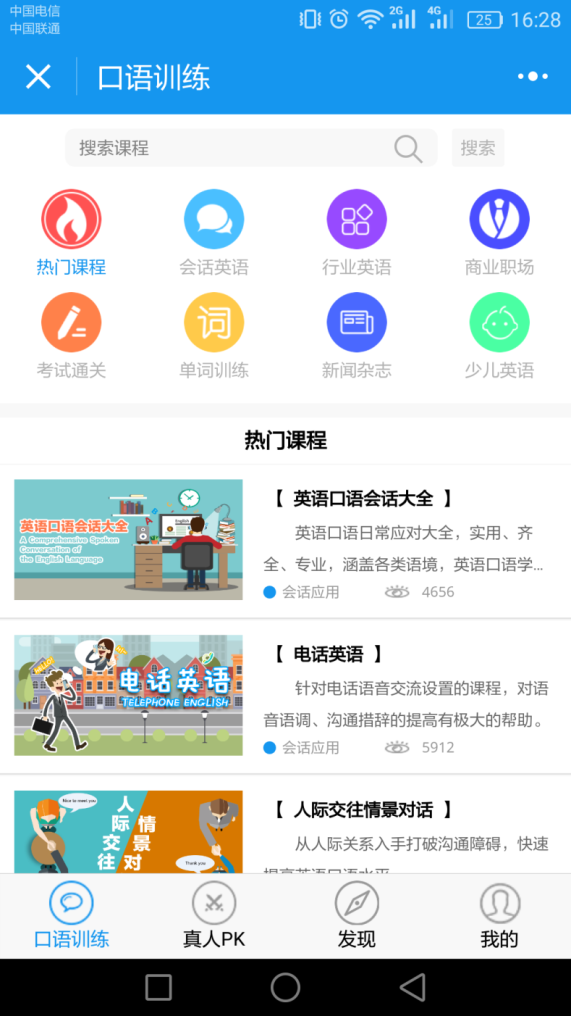 中国电信
中国联通
2G
4G
25
16:28
口语训练
搜索课程
搜索
热门课程
会话英语
行业英语
商业职场
词
考试通关
单词训练
新闻杂志
少儿英语
热门课程
英语口语会话大全
A Comprehensive Spoken
Conversation of
the English Language
English
【 英语口语会话大全 】
英语口语日常应对大全，实用、齐
全、专业，涵盖各类语境，英语口语学...
会话应用
4656
电话英语
TELEPHONE ENGLISH
【 电话英语 】
针对电话语音交流设置的课程，对语
音语调、沟通措辞的提高有极大的帮助。
会话应用
5912
Nice to meet you
人际交往
情景对
Thank you
【 人际交往情景对话 】
从人际关系入手打破沟通障碍，快速
提高英语口语水平
口语训练
真人PK
发现
我的